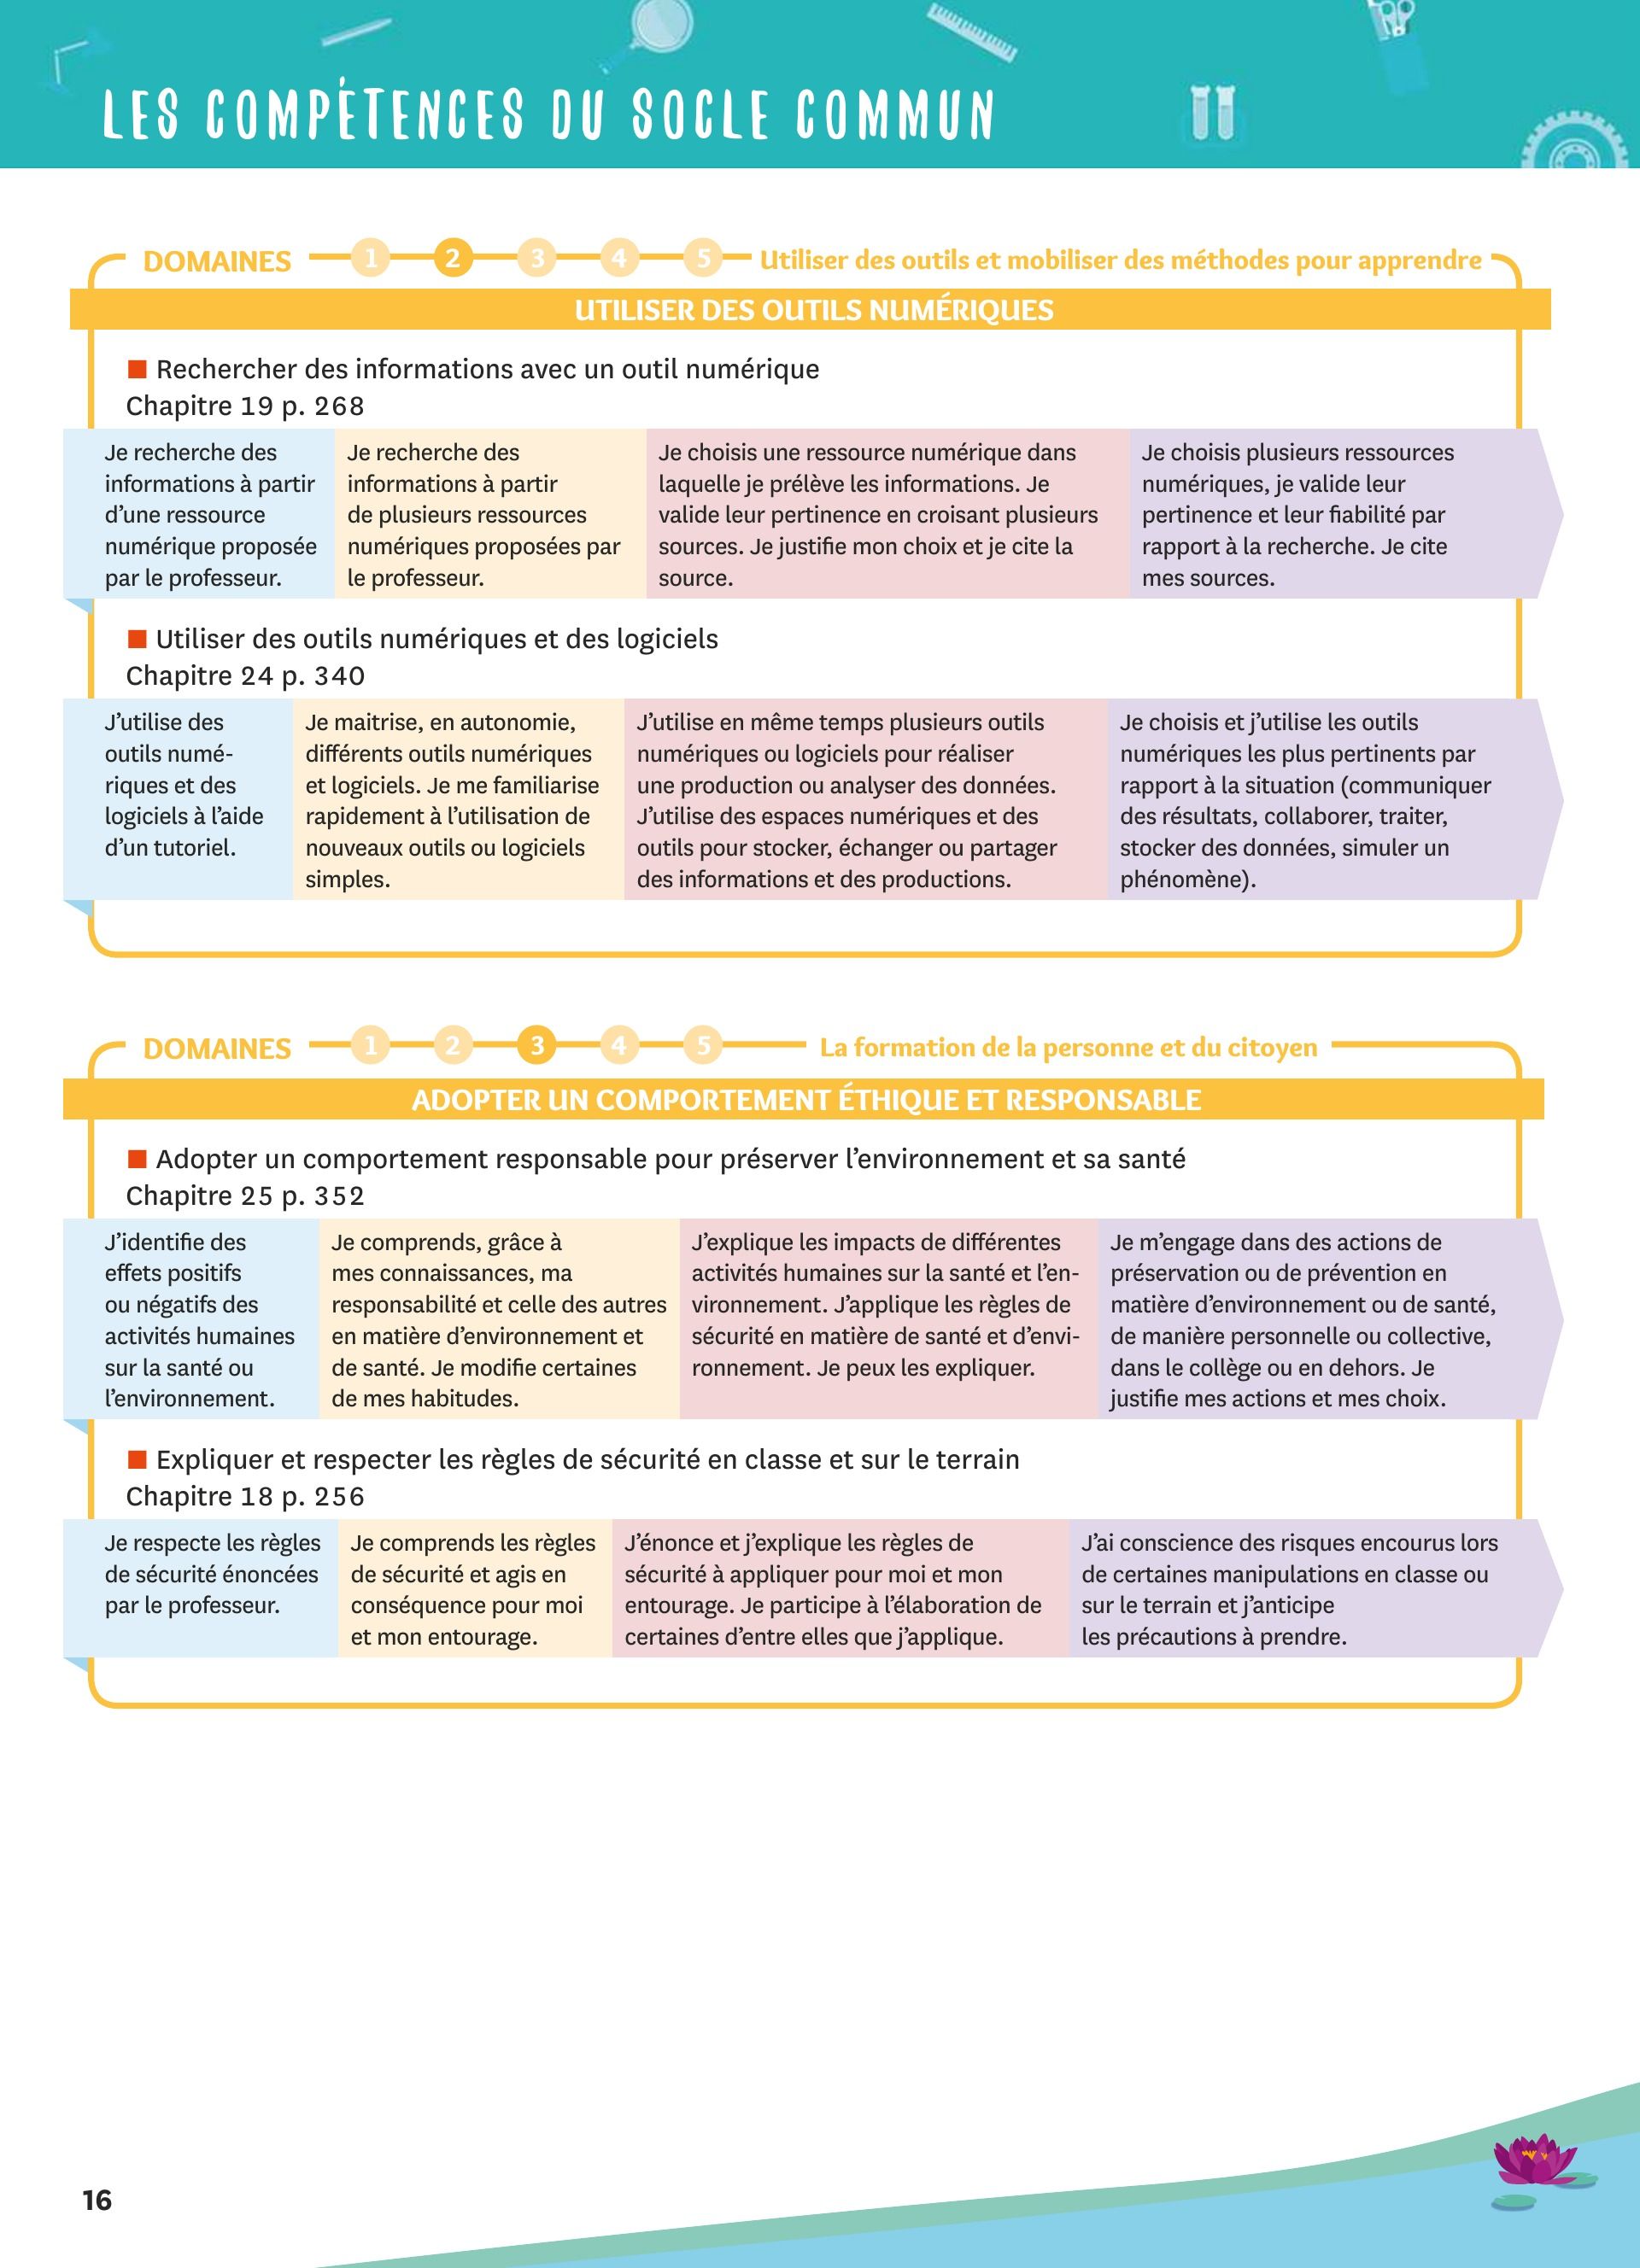 LES COMPÉTENCES DU SOCLE COMMUN
DOMAINES 1 2 3 4 5 Utiliser des outils et mobiliser des méthodes pour apprendre
UTILISER DES OUTILS NUMÉRIQUES
■ Rechercher des informations avec un outil numérique
Chapitre 19 p. 268
Je recherche des
informations à partir
d’une ressource
numérique proposée
par le professeur.
Je recherche des
informations à partir
de plusieurs ressources
numériques proposées par
le professeur.
Je choisis une ressource numérique dans
laquelle je prélève les informations. Je
valide leur pertinence en croisant plusieurs
sources. Je justifie mon choix et je cite la
source.
Je choisis plusieurs ressources
numériques, je valide leur
pertinence et leur fiabilité par
rapport à la recherche. Je cite
mes sources.
■ Utiliser des outils numériques et des logiciels
Chapitre 24 p. 340
J’utilise des
outils numé-
riques et des
logiciels à l’aide
d’un tutoriel.
Je maitrise, en autonomie,
différents outils numériques
et logiciels. Je me familiarise
rapidement à l’utilisation de
nouveaux outils ou logiciels
simples.
J’utilise en même temps plusieurs outils
numériques ou logiciels pour réaliser
une production ou analyser des données.
J’utilise des espaces numériques et des
outils pour stocker, échanger ou partager
des informations et des productions.
Je choisis et j’utilise les outils
numériques les plus pertinents par
rapport à la situation (communiquer
des résultats, collaborer, traiter,
stocker des données, simuler un
phénomène).
DOMAINES 1 2 3 4 5 La formation de la personne et du citoyen
ADOPTER UN COMPORTEMENT ÉTHIQUE ET RESPONSABLE
■ Adopter un comportement responsable pour préserver l’environnement et sa santé
Chapitre 25 p. 352
J’identifie des
effets positifs
ou négatifs des
activités humaines
sur la santé ou
l’environnement.
Je comprends, grâce à
mes connaissances, ma
responsabilité et celle des autres
en matière d’environnement et
de santé. Je modifie certaines
de mes habitudes.
J’explique les impacts de différentes
activités humaines sur la santé et l’en-
vironnement. J’applique les règles de
sécurité en matière de santé et d’envi-
ronnement. Je peux les expliquer.
Je m’engage dans des actions de
préservation ou de prévention en
matière d’environnement ou de santé,
de manière personnelle ou collective,
dans le collège ou en dehors. Je
justifie mes actions et mes choix.
■ Expliquer et respecter les règles de sécurité en classe et sur le terrain
Chapitre 18 p. 256
Je respecte les règles
de sécurité énoncées
par le professeur.
Je comprends les règles
de sécurité et agis en
conséquence pour moi
et mon entourage.
J’énonce et j’explique les règles de
sécurité à appliquer pour moi et mon
entourage. Je participe à l’élaboration de
certaines d’entre elles que j’applique.
J’ai conscience des risques encourus lors
de certaines manipulations en classe ou
sur le terrain et j’anticipe
les précautions à prendre.
16